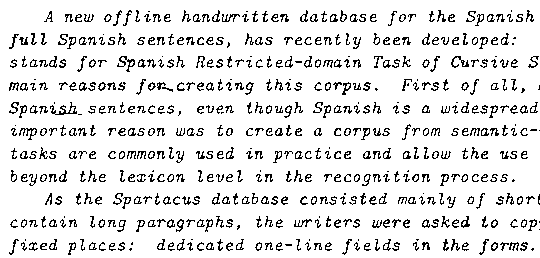 A new offline handwritten database for the Spanish
full Spanish sentences, has recently been developed:
stands for Spanish Restricted-domain Task of Cursive S
main reasons for creating this corpus. First of all,
Spanish sentences, even though Spanish is a widespread
important reason was to create a corpus from semantic-
tasks are commonly used in practice and allow the use
beyond the lexicon level in the recognition process.
As the Spartacus database consisted mainly of short
contain long paragraphs, the writers were asked to cop
fixed places: dedicated one-line fields in the forms.